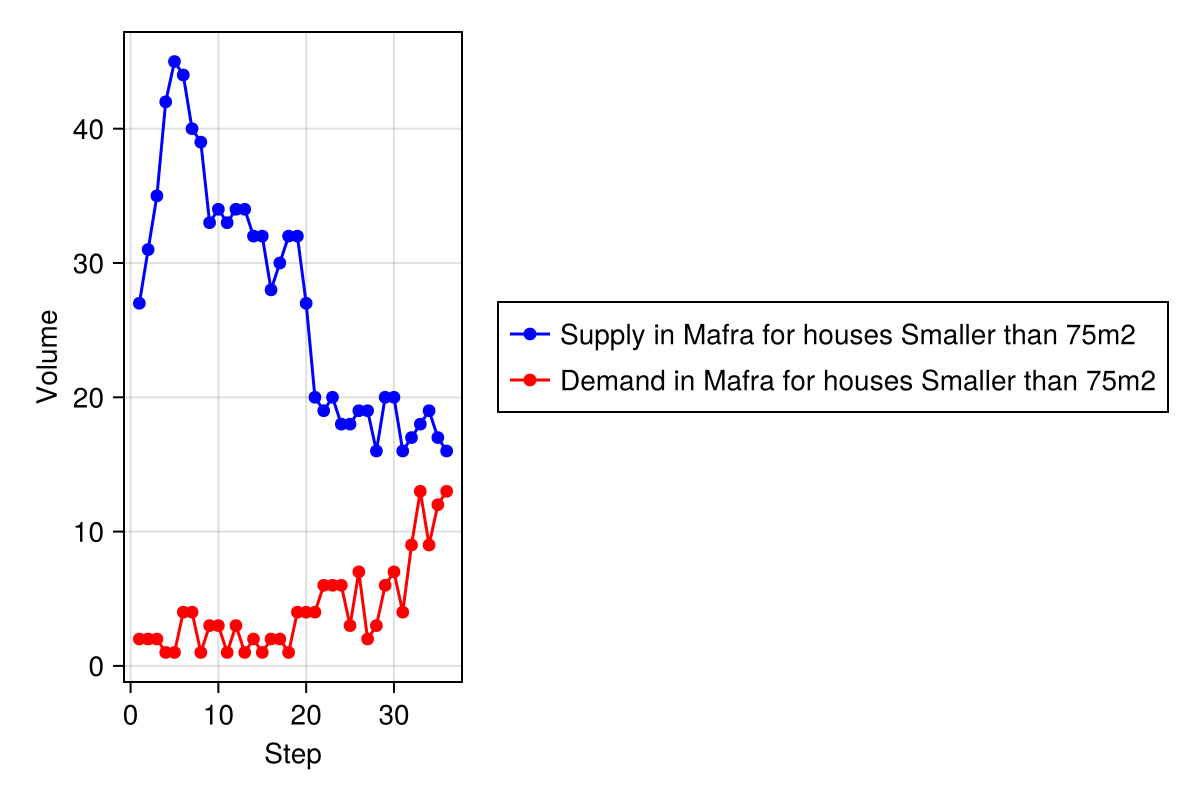 Volume
40
30
20
10
0
0 10 20 30
Step
Supply in Mafra for houses Smaller than 75m2
Demand in Mafra for houses Smaller than 75m2